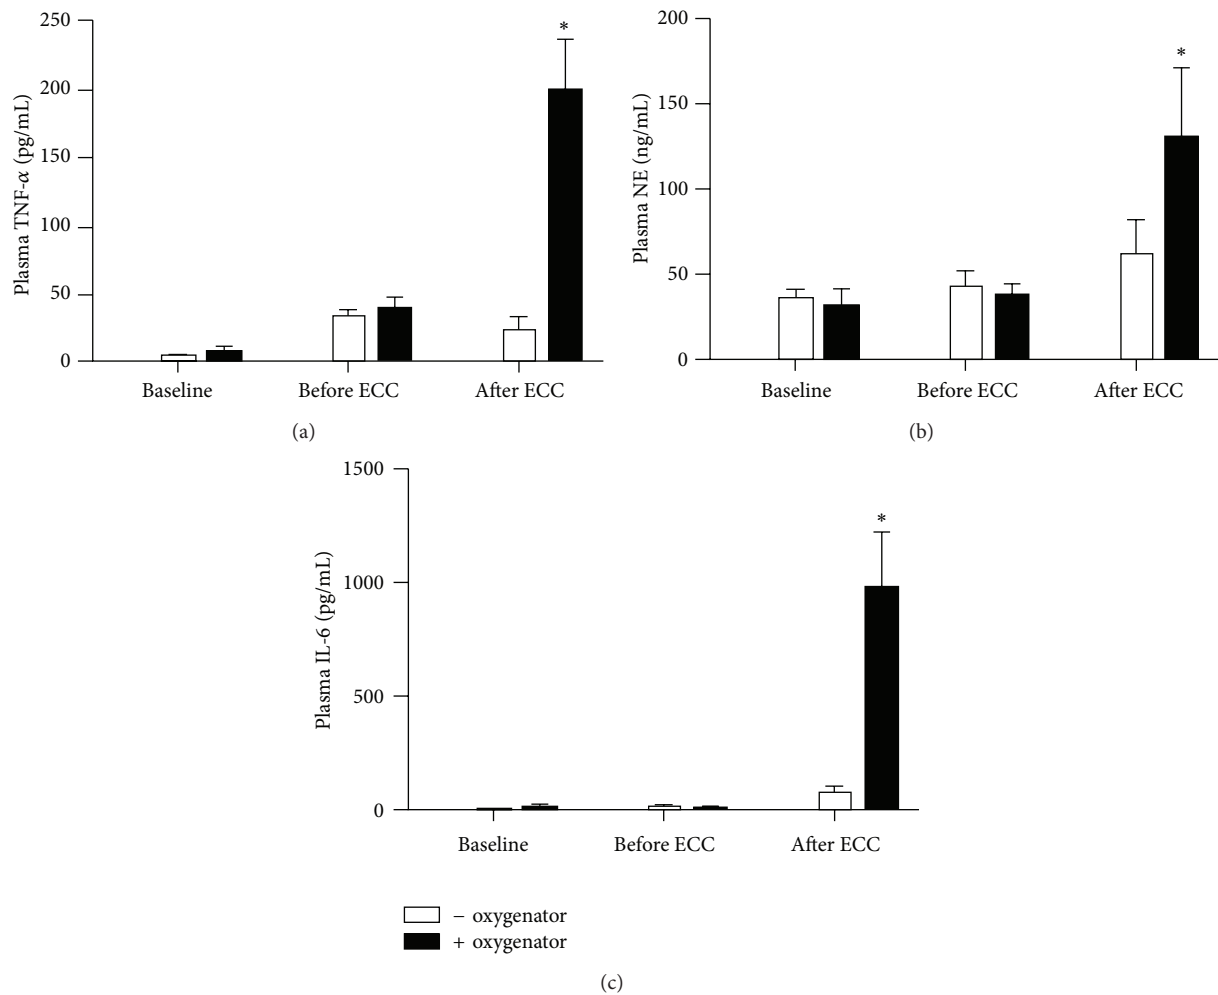 Plasma TNF-α (pg/mL)
250
200
150
100
50
0
*
Baseline
Before ECC
After ECC
(a)
Plasma NE (ng/mL)
200
150
100
50
0
*
Baseline
Before ECC
After ECC
(b)
Plasma IL-6 (pg/mL)
1500
1000
500
0
*
Baseline
Before ECC
After ECC
− oxygenator
+ oxygenator
(c)